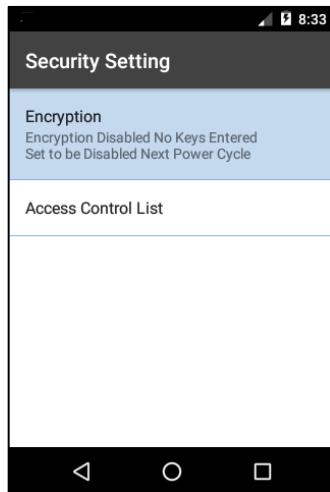 8:33
Security Setting
Encryption
Encryption Disabled No Keys Entered
Set to be Disabled Next Power Cycle
Access Control List